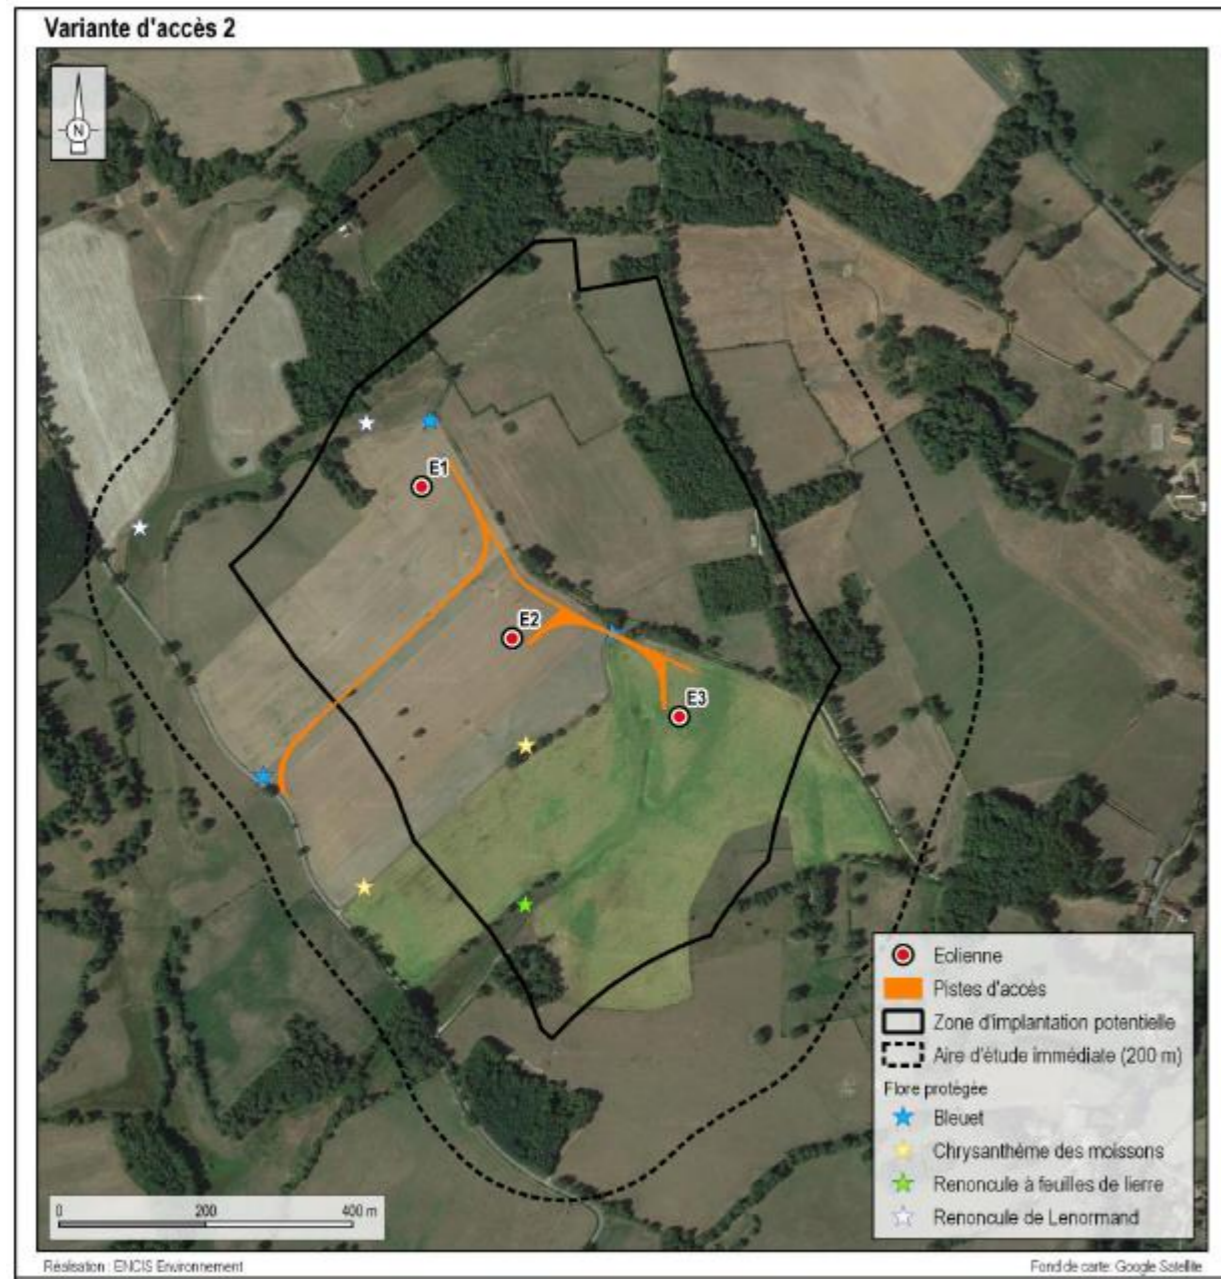 Variante d'accès 2
N
E1
E2
E3
Eolienne
Pistes d'accès
Zone d'implantation potentielle
Aire d'étude immédiate (200 m)
Flore protégée
Bleuet
Chrysanthème des moissons
Renoncule à feuilles de lierre
Renoncule de Lenormand
0 200 400 m
Réalisation : ENCIS Environnement
Fond de carte: Google Satellite